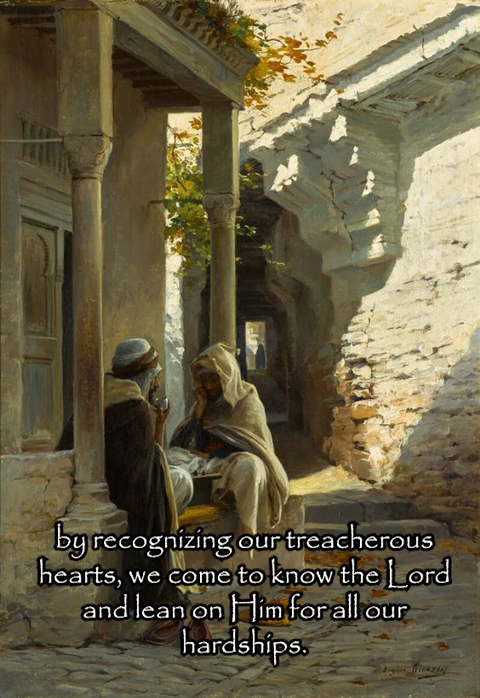 by recognizing our treacherous
hearts, we come to know the Lord
and lean on Him for all our
hardships.